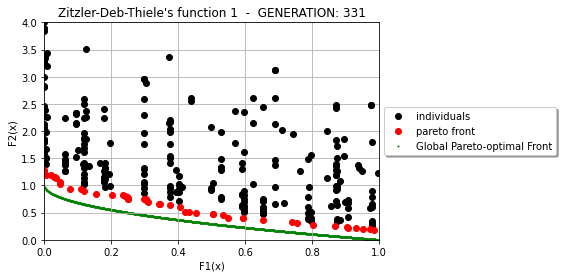 Zitzler-Deb-Thiele's function 1 - GENERATION: 331
4.0
3.5
3.0
2.5
2.0
1.5
1.0
0.5
0.0
F2(x)
0.0 0.2 0.4 0.6 0.8 1.0
F1(x)
individuals
pareto front
Global Pareto-optimal Front